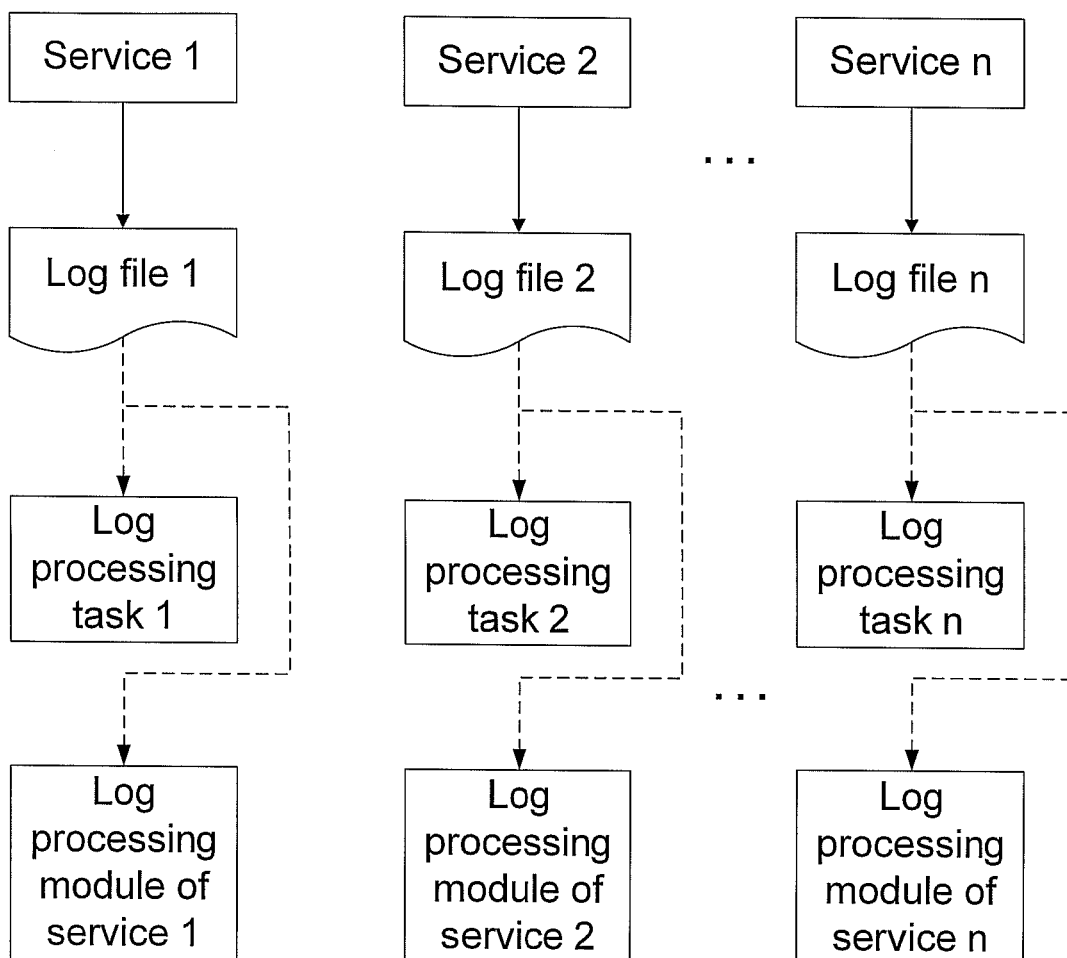 Service 1
Service 2
Service n
...
Log file 1
Log file 2
Log file n
Log
processing
task 1
Log
processing
task 2
Log
processing
task n
...
Log
processing
module of
service 1
Log
processing
module of
service 2
Log
processing
module of
service n